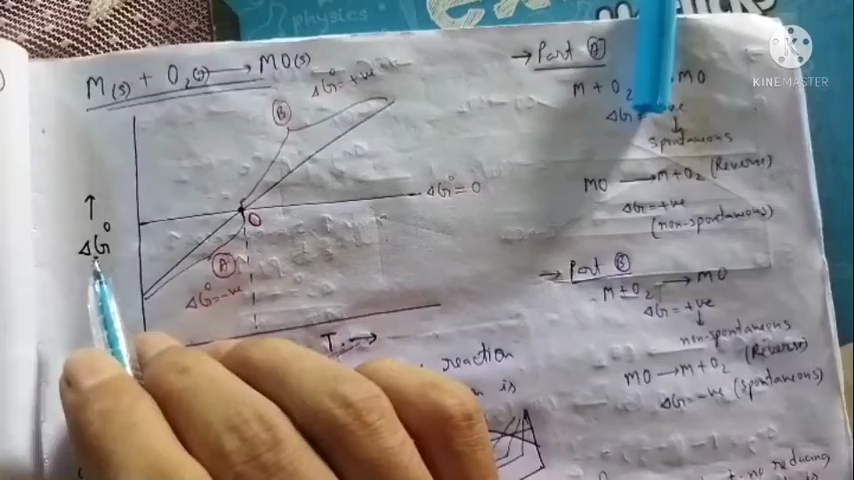 physics
KINEMASTER
M(s) + O₂(g) ⟶ MO(s)
ΔG° = +ve
B
ΔG° = 0
O
↑
ΔG°
A
ΔG° = -ve
T. →
reaction
is
→ Part A
M + O₂ MO
ΔG ve
↓
spontaneous
MO ⟶ M + O₂ (Reverse)
ΔG = +ve
(non-spontaneous)
→ Part B
M + O₂ ⟶ MO
ΔG = +ve
↓
non-spontaneous
(Reverse)
MO ⟶ M + O₂
ΔG = -ve (spontaneous)
no reducing
is